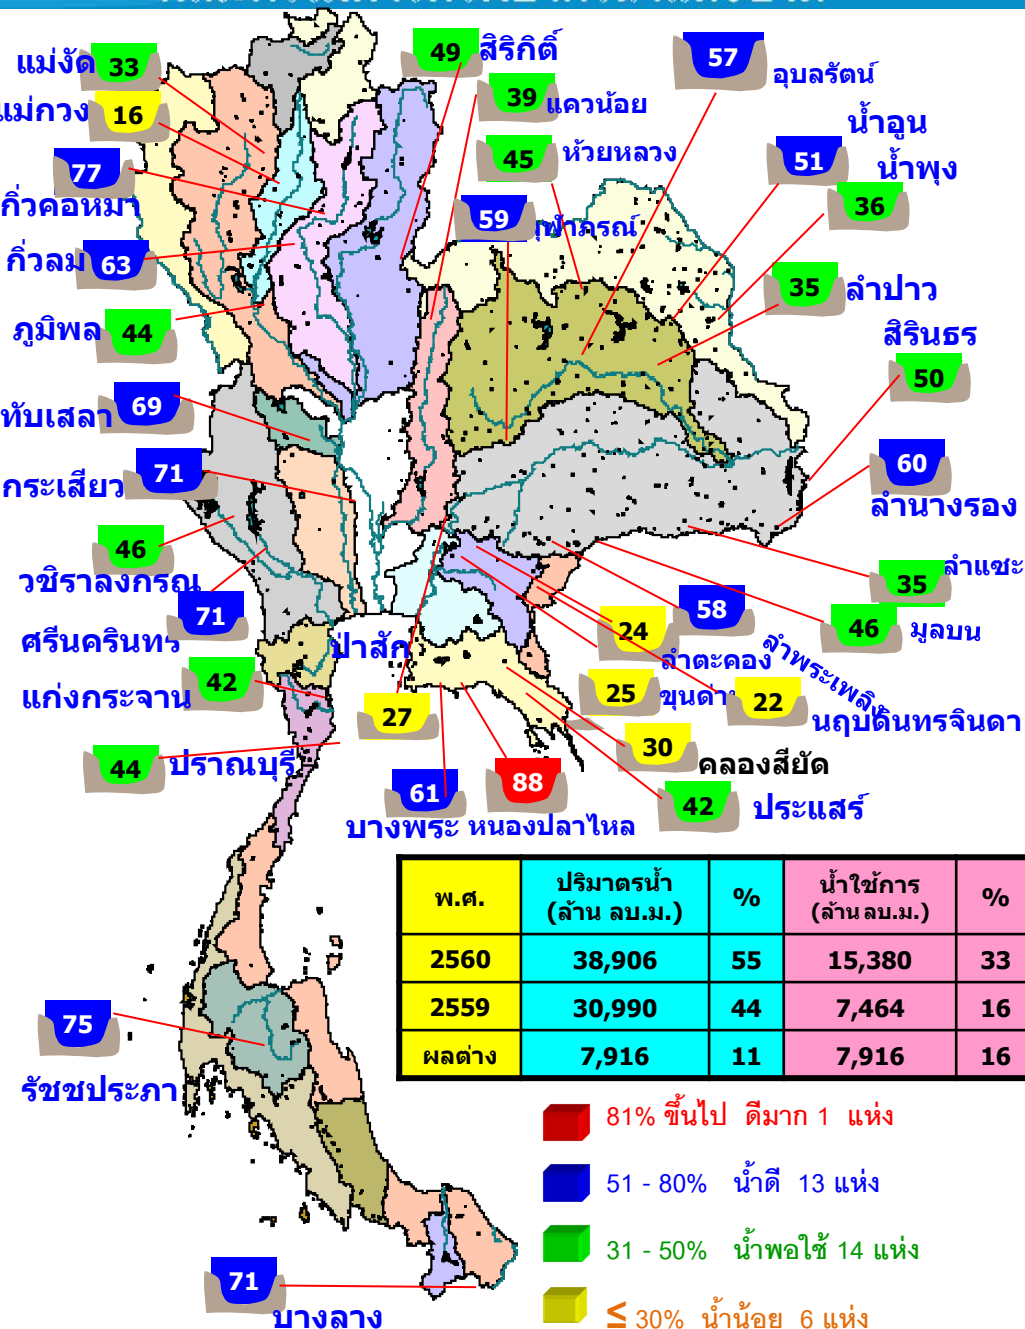 แม่งัด 33
49 สิริกิติ์
57 อุบลรัตน์
แม่กวง 16
39 แควน้อย
น้ำอูน
51
45 ห้วยหลวง
น้ำพุง
77
36
กิ่วคอหมา
59 จุฬาภรณ์
กิ่วลม 63
35 ลำปาว
ภูมิพล 44
สิรินธร
50
ทับเสลา 69
กระเสียว 71
60
ลำนางรอง
46
วชิราลงกรณ
71
ลำแซะ
35
58
ศรีนครินทร
ป่าสัก
24
46 มูลบน
ลำตะคอง
ลำพระเพลิง
แก่งกระจาน 42
25
22
27
นฤบดินทรจินดา
30
44 ปราณบุรี
คลองสียัด
61
88
42 ประแสร์
บางพระ หนองปลาไหล
พ.ศ. ปริมาตรน้ำ (ล้าน ลบ.ม.) % น้ำใช้การ (ล้าน ลบ.ม.) %
2560 38,906 55 15,380 33
2559 30,990 44 7,464 16
ผลต่าง 7,916 11 7,916 16
75
รัชชประภา
81% ขึ้นไป ดีมาก 1 แห่ง
51 - 80% น้ำดี 13 แห่ง
31 - 50% น้ำพอใช้ 14 แห่ง
≤ 30% น้ำน้อย 6 แห่ง
71
บางลาง